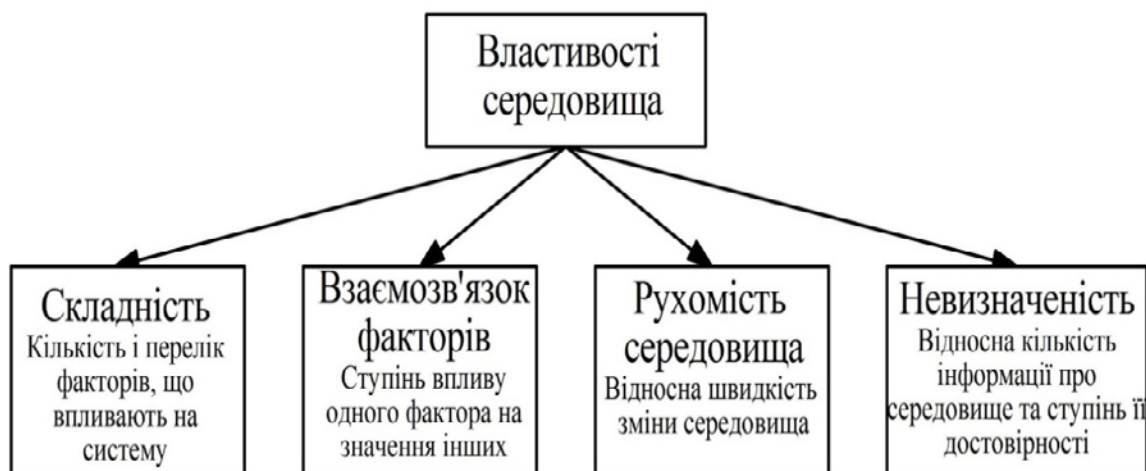 Властивості
середовища
Складність
Кількість і перелік
факторів, що
впливають на
систему
Взаємозв'язок
факторів
Ступінь впливу
одного фактора на
значення інших
Рухомість
середовища
Відносна швидкість
зміни середовища
Невизначеність
Відносна кількість
інформації про
середовище та ступінь її
достовірності